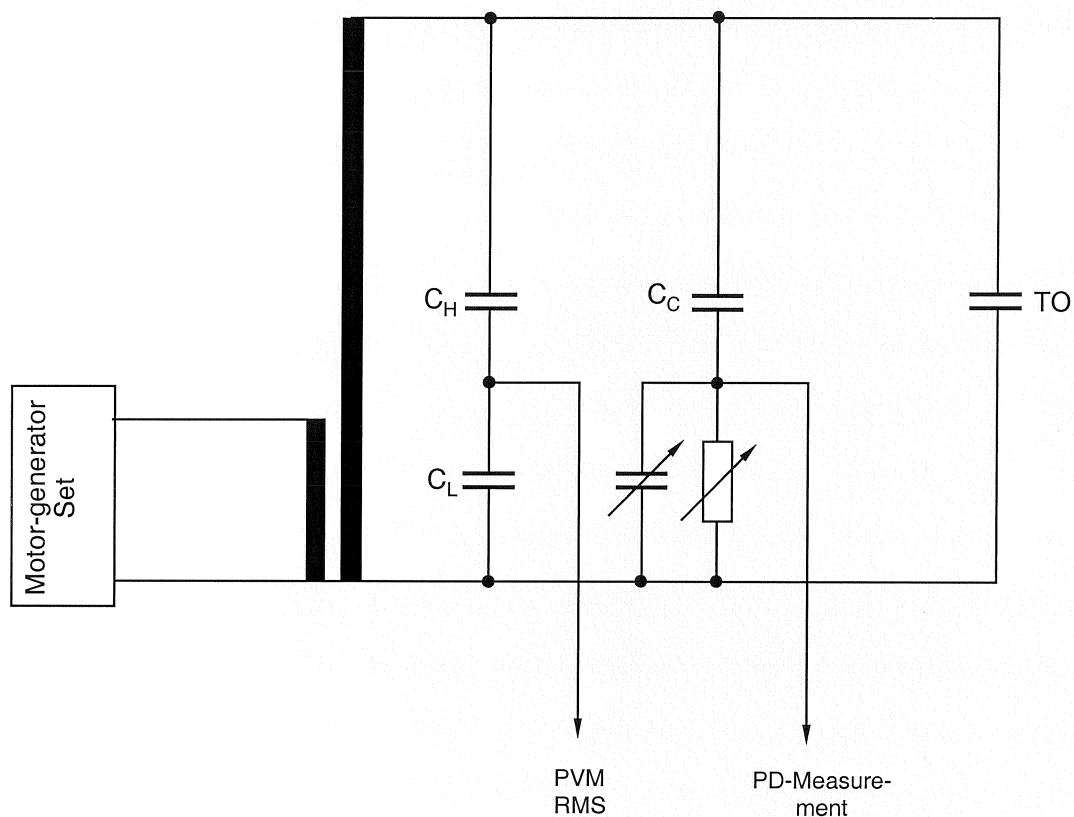 C_H
C_C
TO
Motor-generator
Set
C_L
PVM
RMS
PD-Measure-
ment